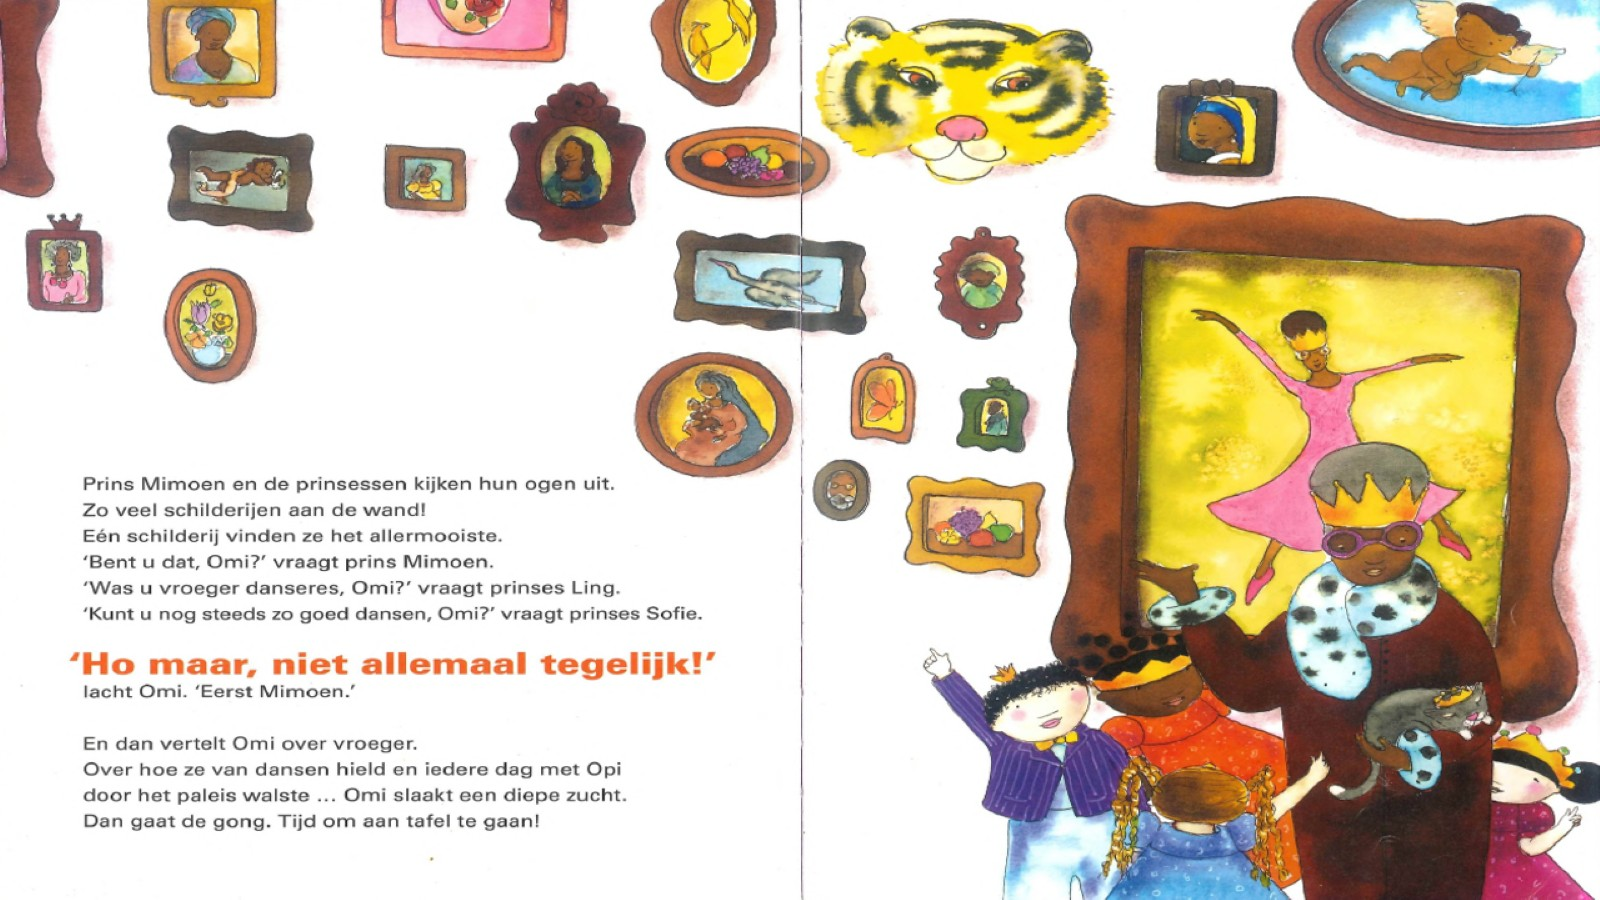 Prins Mimoen en de prinsessen kijken hun ogen uit.
Zo veel schilderijen aan de wand!
Eén schilderij vinden ze het allermooiste.
‘Bent u dat, Omi?’ vraagt prins Mimoen.
‘Was u vroeger danseres, Omi?’ vraagt prinses Ling.
‘Kunt u nog steeds zo goed dansen, Omi?’ vraagt prinses Sofie.
‘Ho maar, niet allemaal tegelijk!’
lacht Omi. ‘Eerst Mimoen.’
En dan vertelt Omi over vroeger.
Over hoe ze van dansen hield en iedere dag met Opi
door het paleis walste ... Omi slaakt een diepe zucht.
Dan gaat de gong. Tijd om aan tafel te gaan!